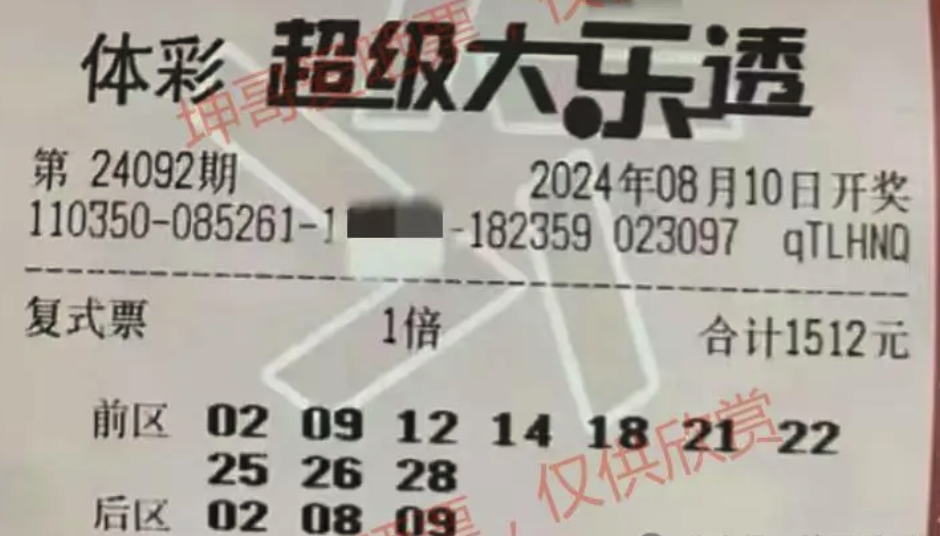 体彩 超级大乐透
第 24092期 2024年08月10日开奖
110350-085261-1 -182359 023097 qTLHNQ
复式票 1倍 合计1512元
前区 02 09 12 14 18 21 22
25 26 28
后区 02 08 09
坤哥 票，仅
票，仅供欣赏